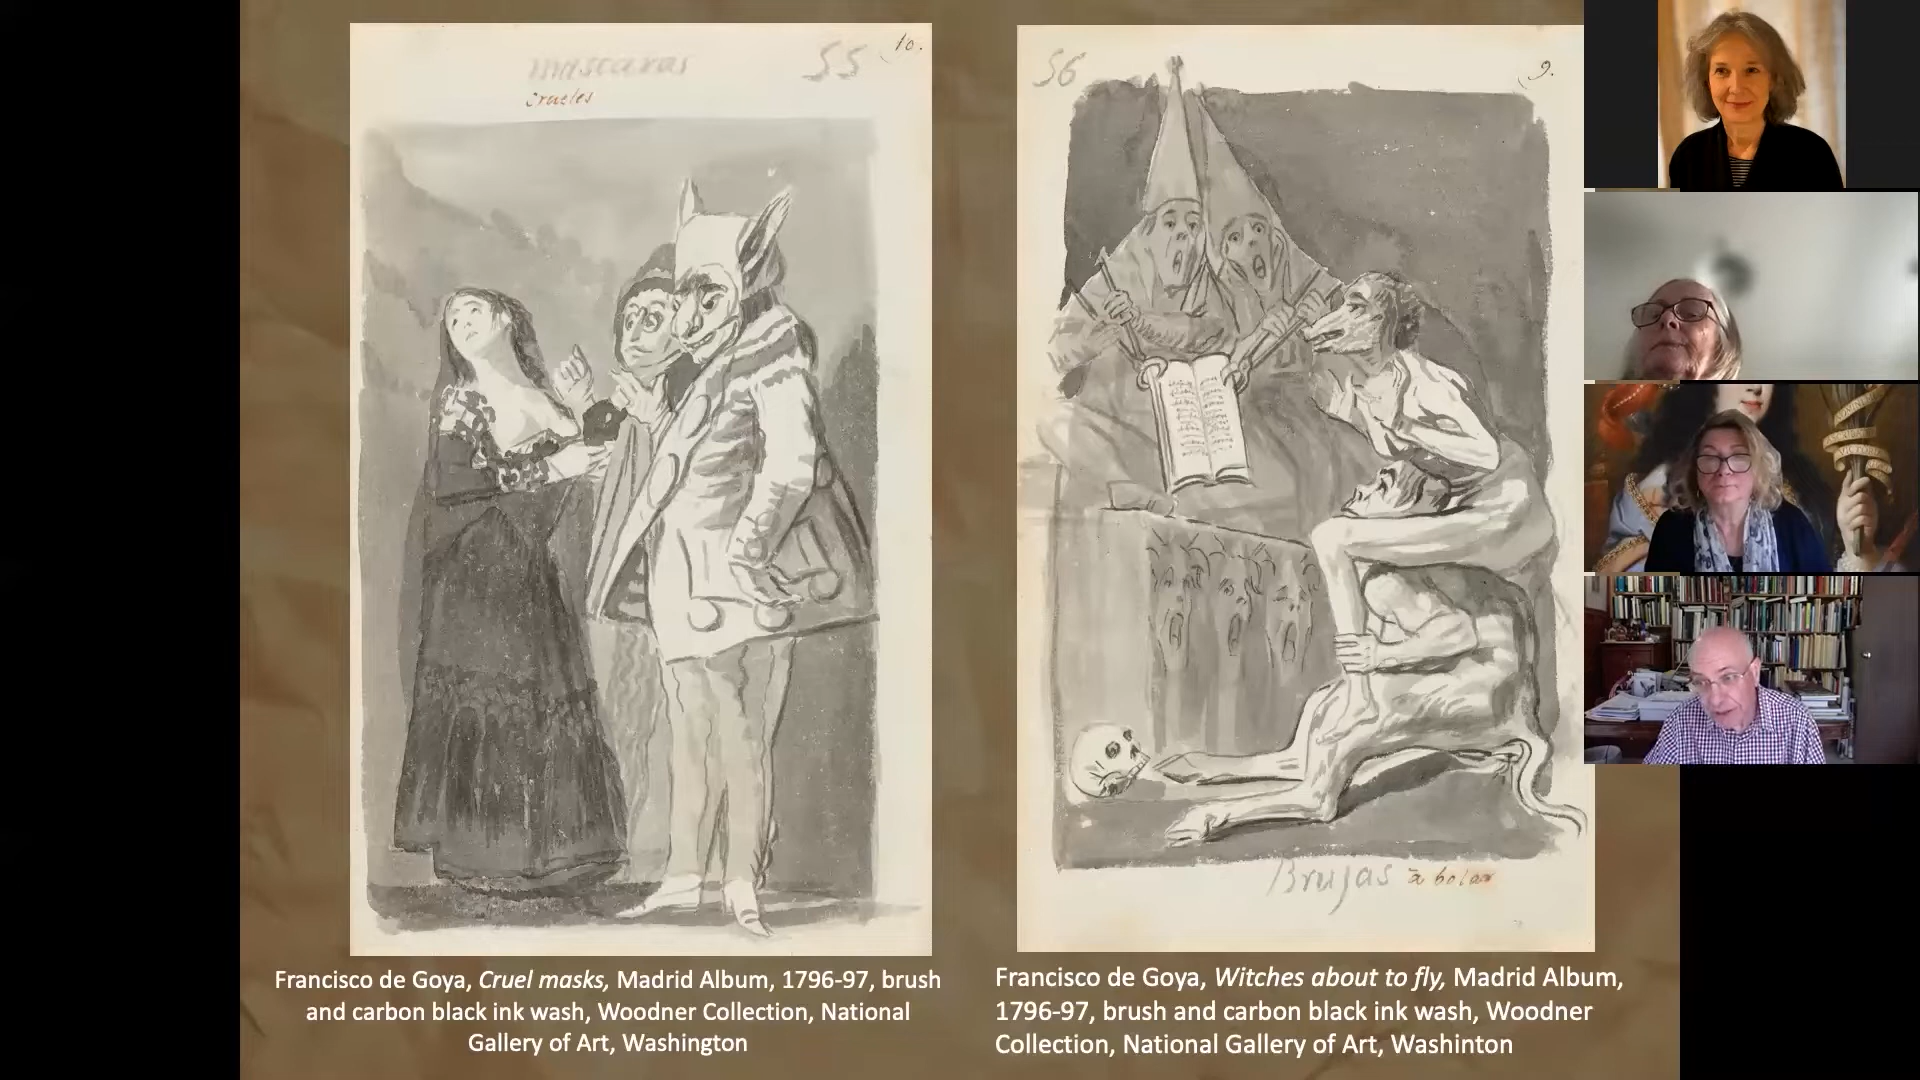 mascaras
crueles
55
10.
56
9.
Brujas à bolar
Francisco de Goya, Cruel masks, Madrid Album, 1796-97, brush
and carbon black ink wash, Woodner Collection, National
Gallery of Art, Washington
Francisco de Goya, Witches about to fly, Madrid Album,
1796-97, brush and carbon black ink wash, Woodner
Collection, National Gallery of Art, Washinton